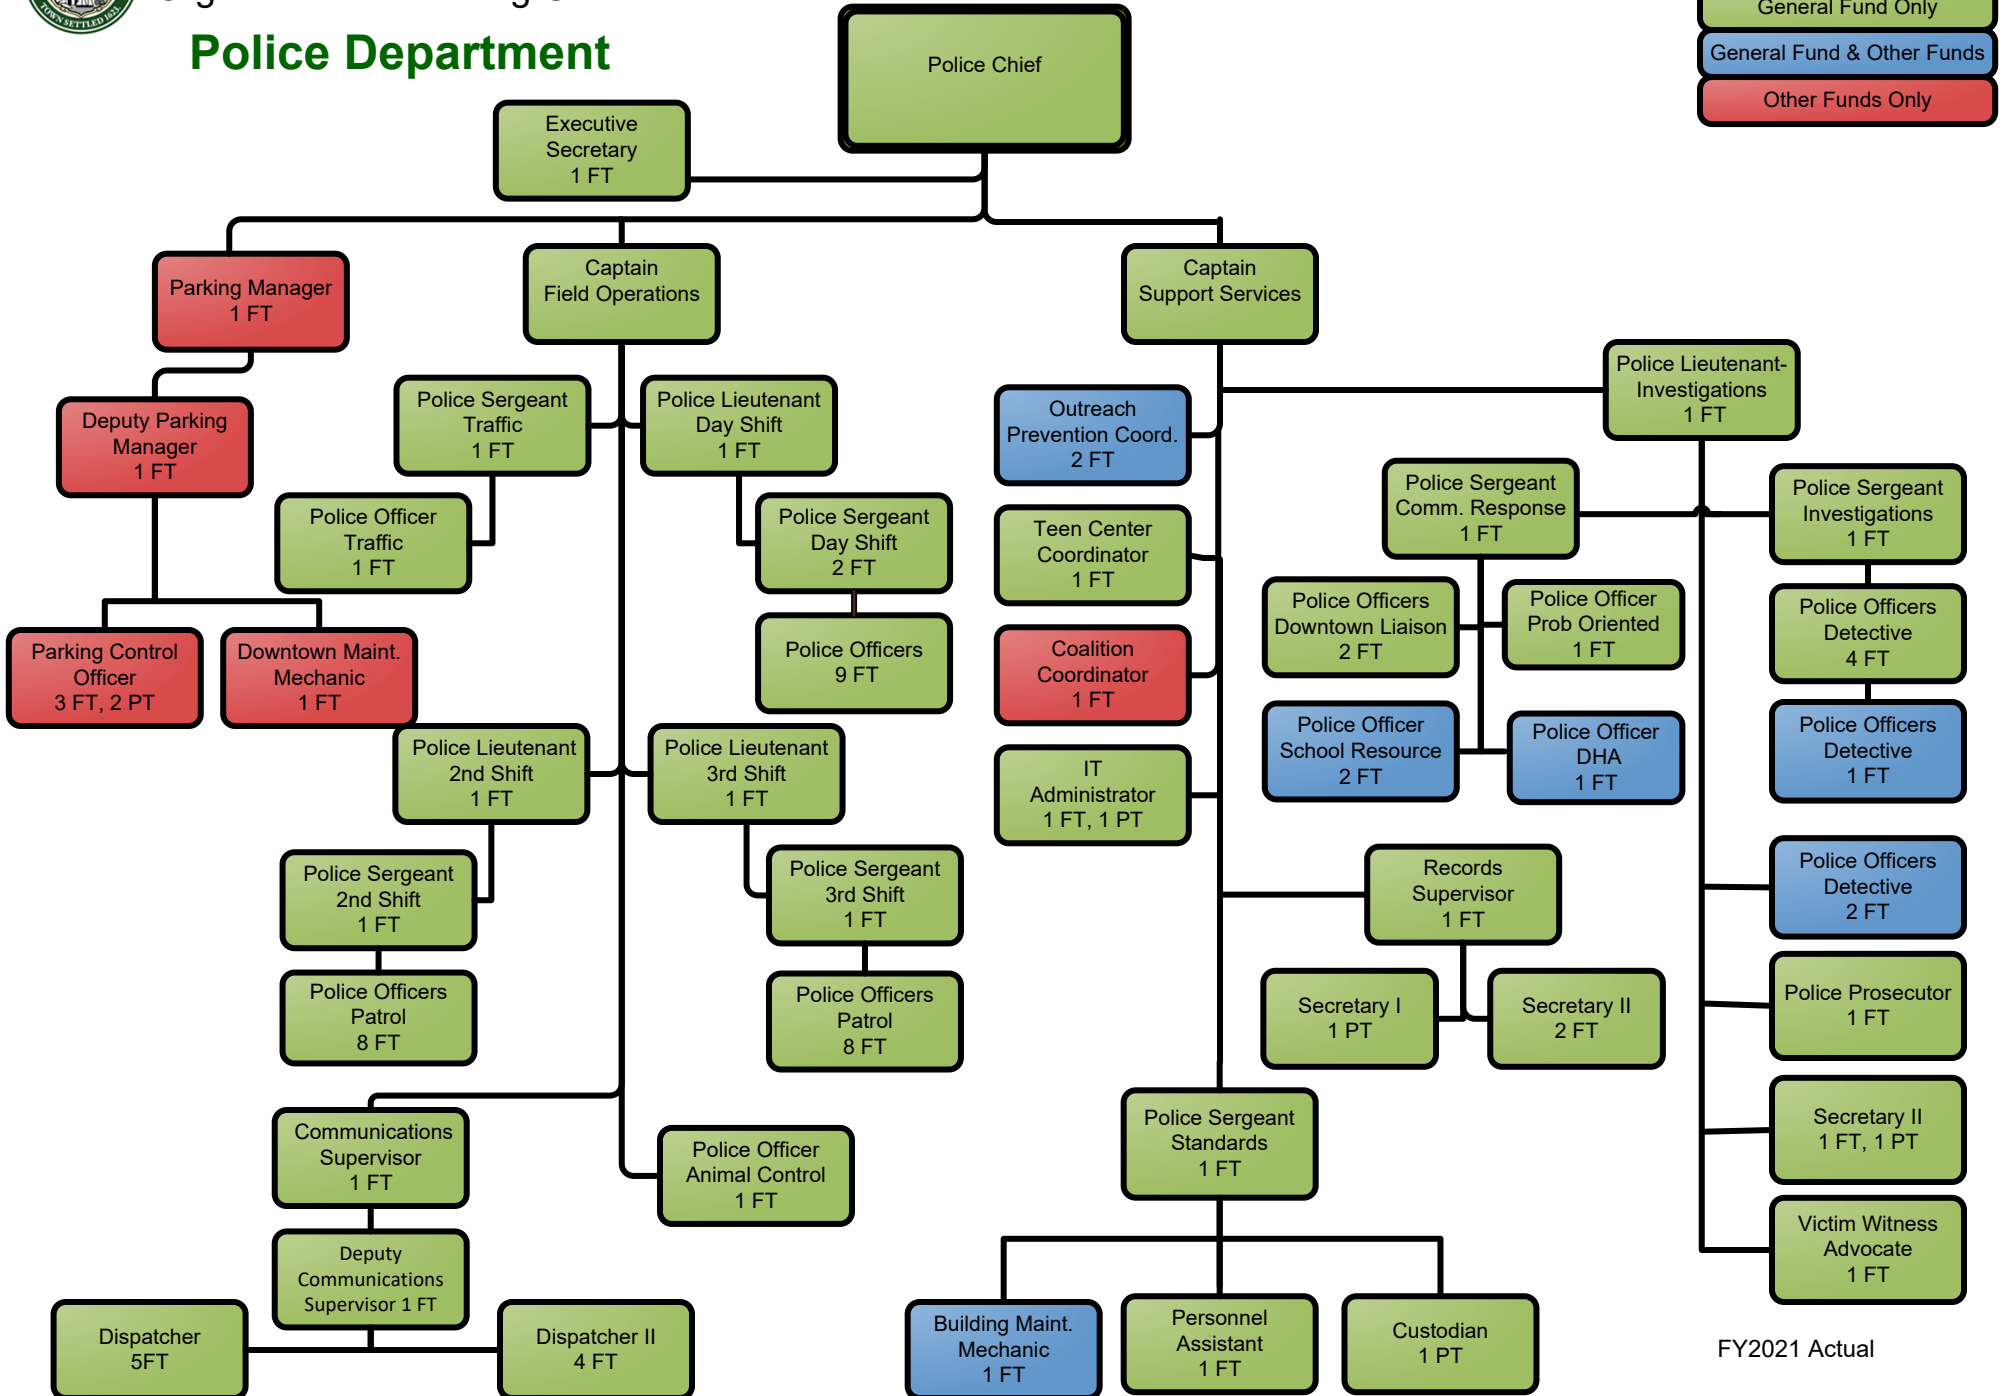 TOWN SETTLED 1623
Police Department
General Fund Only
General Fund & Other Funds
Other Funds Only
Police Chief
Executive
Secretary
1 FT
Parking Manager
1 FT
Captain
Field Operations
Captain
Support Services
Deputy Parking
Manager
1 FT
Parking Control
Officer
3 FT, 2 PT
Downtown Maint.
Mechanic
1 FT
Police Sergeant
Traffic
1 FT
Police Officer
Traffic
1 FT
Police Lieutenant
Day Shift
1 FT
Police Sergeant
Day Shift
2 FT
Police Officers
9 FT
Police Lieutenant
2nd Shift
1 FT
Police Sergeant
2nd Shift
1 FT
Police Officers
Patrol
8 FT
Police Lieutenant
3rd Shift
1 FT
Police Sergeant
3rd Shift
1 FT
Police Officers
Patrol
8 FT
Communications
Supervisor
1 FT
Deputy
Communications
Supervisor 1 FT
Dispatcher
5FT
Dispatcher II
4 FT
Police Officer
Animal Control
1 FT
Outreach
Prevention Coord.
2 FT
Teen Center
Coordinator
1 FT
Coalition
Coordinator
1 FT
IT
Administrator
1 FT, 1 PT
Police Lieutenant-
Investigations
1 FT
Police Sergeant
Comm. Response
1 FT
Police Officers
Downtown Liaison
2 FT
Police Officer
Prob Oriented
1 FT
Police Officer
School Resource
2 FT
Police Officer
DHA
1 FT
Police Sergeant
Investigations
1 FT
Police Officers
Detective
4 FT
Police Officers
Detective
1 FT
Police Officers
Detective
2 FT
Police Prosecutor
1 FT
Secretary II
1 FT, 1 PT
Victim Witness
Advocate
1 FT
Records
Supervisor
1 FT
Secretary I
1 PT
Secretary II
2 FT
Police Sergeant
Standards
1 FT
Building Maint.
Mechanic
1 FT
Personnel
Assistant
1 FT
Custodian
1 PT
FY2021 Actual